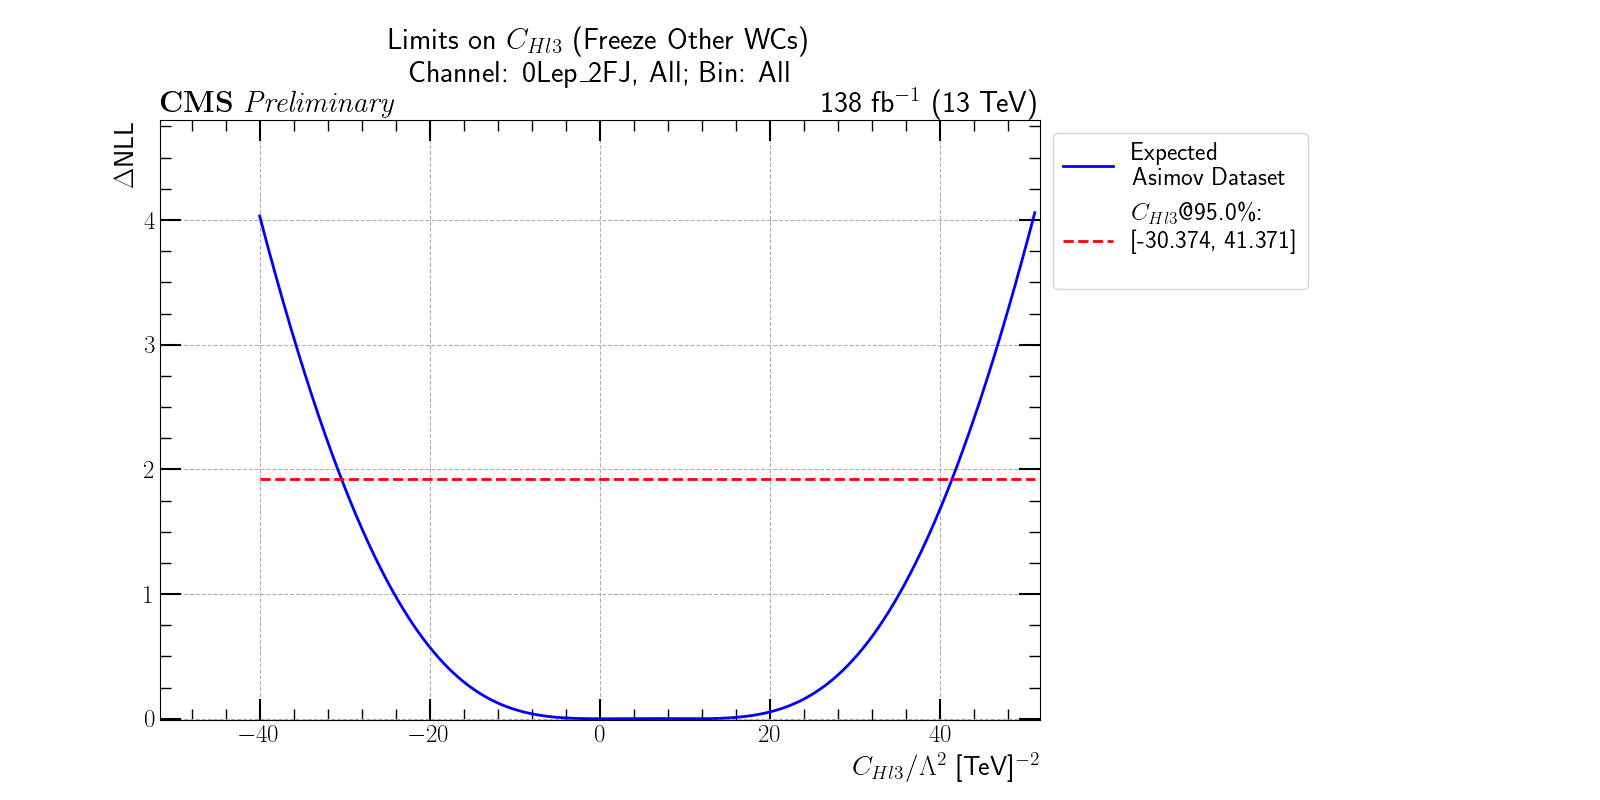 Limits on C_{Hl3} (Freeze Other WCs)
Channel: 0Lep_2FJ, All; Bin: All
CMS Preliminary
138 fb^{-1} (13 TeV)
ΔNLL
4
3
2
1
0
−40
−20
0
20
40
C_{Hl3}/Λ^2 [TeV]^{-2}
Expected
Asimov Dataset
C_{Hl3}@95.0%:
[-30.374, 41.371]